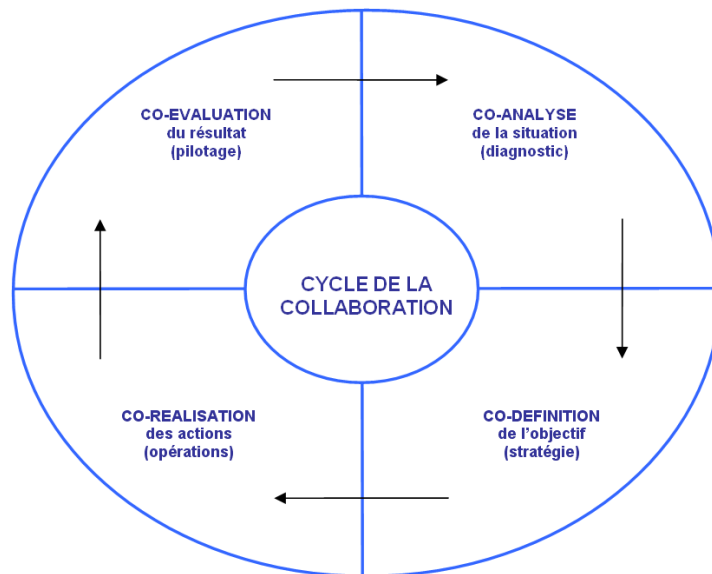 CO-EVALUATION
du résultat
(pilotage)
CO-ANALYSE
de la situation
(diagnostic)
CYCLE DE LA
COLLABORATION
CO-REALISATION
des actions
(opérations)
CO-DEFINITION
de l'objectif
(stratégie)